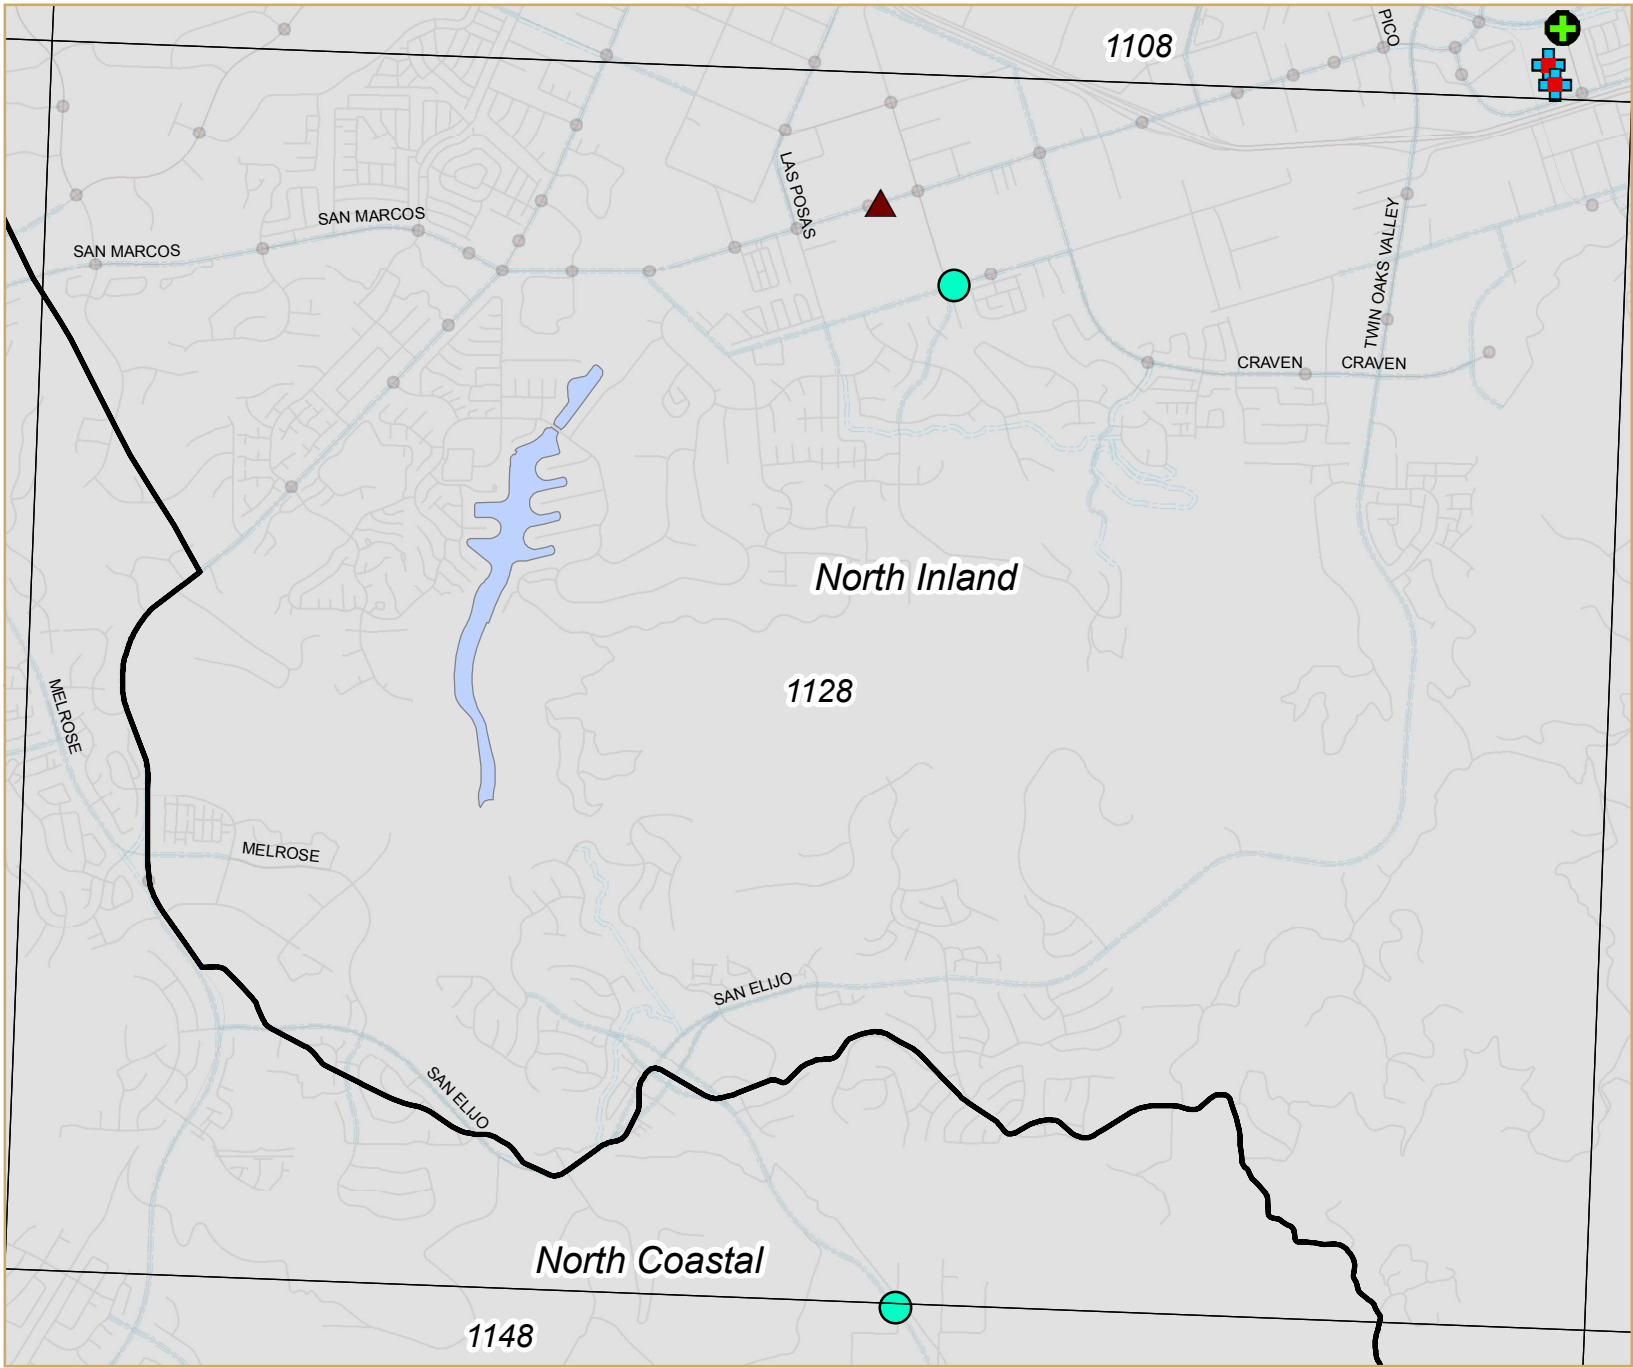 1108
PICO
LAS POSAS
SAN MARCOS
SAN MARCOS
TWIN OAKS VALLEY
CRAVEN
CRAVEN
North Inland
1128
MELROSE
MELROSE
SAN ELIJO
SAN ELIJO
North Coastal
1148